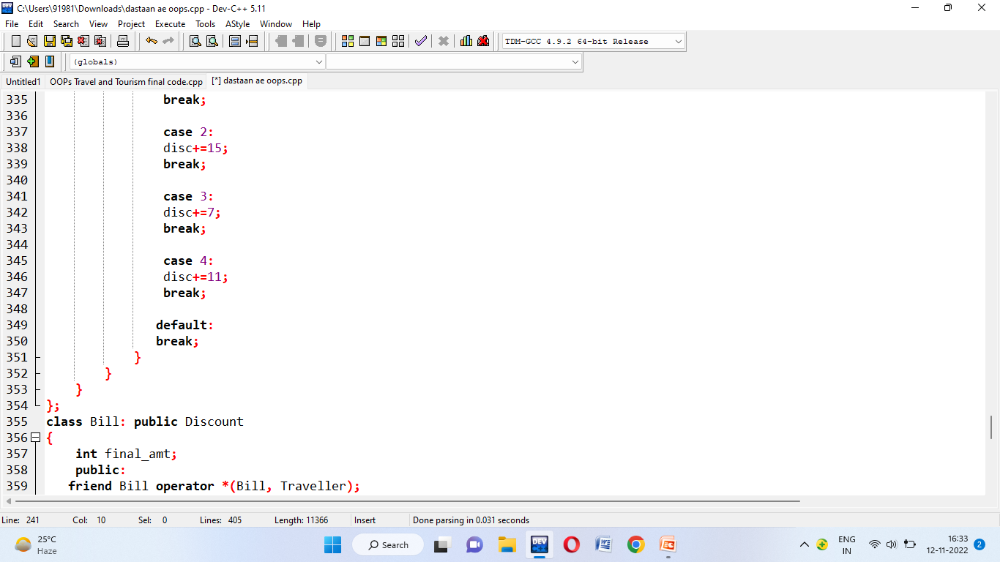 C:\Users\91981\Downloads\dastaan ae oops.cpp - Dev-C++ 5.11
File Edit Search View Project Execute Tools AStyle Window Help
TDM-GCC 4.9.2 64-bit Release
(globals)
Untitled1 OOPs Travel and Tourism final code.cpp [*] dastaan ae oops.cpp
335 break;
336
337 case 2:
338 disc+=15;
339 break;
340
341 case 3:
342 disc+=7;
343 break;
344
345 case 4:
346 disc+=11;
347 break;
348
349 default:
350 break;
351 }
352 }
353 }
354 };
355 class Bill: public Discount
356 {
357 int final_amt;
358 public:
359 friend Bill operator *(Bill, Traveller);
Line: 241 Col: 10 Sel: 0 Lines: 405 Length: 11366 Insert Done parsing in 0.031 seconds
25°C
Haze
Search
DEV
ENG
IN
16:33
12-11-2022
2